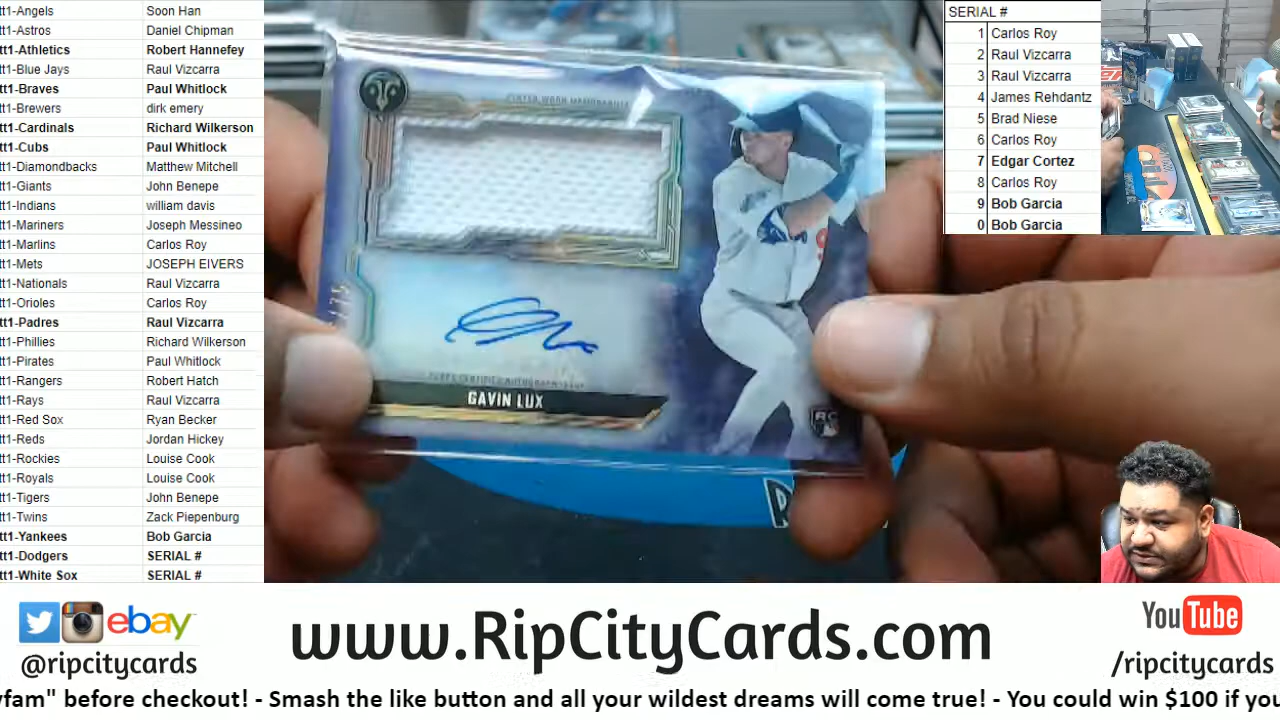 tt1-Angels Soon Han
tt1-Astros Daniel Chipman
tt1-Athletics Robert Hannefey
tt1-Blue Jays Raul Vizcarra
tt1-Braves Paul Whitlock
tt1-Brewers dirk emery
tt1-Cardinals Richard Wilkerson
tt1-Cubs Paul Whitlock
tt1-Diamondbacks Matthew Mitchell
tt1-Giants John Benepe
tt1-Indians william davis
tt1-Mariners Joseph Messineo
tt1-Marlins Carlos Roy
tt1-Mets JOSEPH EIVERS
tt1-Nationals Raul Vizcarra
tt1-Orioles Carlos Roy
tt1-Padres Raul Vizcarra
tt1-Phillies Richard Wilkerson
tt1-Pirates Paul Whitlock
tt1-Rangers Robert Hatch
tt1-Rays Raul Vizcarra
tt1-Red Sox Ryan Becker
tt1-Reds Jordan Hickey
tt1-Rockies Louise Cook
tt1-Royals Louise Cook
tt1-Tigers John Benepe
tt1-Twins Zack Piepenburg
tt1-Yankees Bob Garcia
tt1-Dodgers SERIAL #
tt1-White Sox SERIAL #
PLAYER-WORN MEMORABILIA
TOPPS CERTIFIED AUTOGRAPH ISSUE
GAVIN LUX
RC
SERIAL #
1 Carlos Roy
2 Raul Vizcarra
3 Raul Vizcarra
4 James Rehdantz
5 Brad Niese
6 Carlos Roy
7 Edgar Cortez
8 Carlos Roy
9 Bob Garcia
0 Bob Garcia
ebay
@ripcitycards
www.RipCityCards.com
YouTube
/ripcitycards
yfam" before checkout! - Smash the like button and all your wildest dreams will come true! - You could win $100 if you